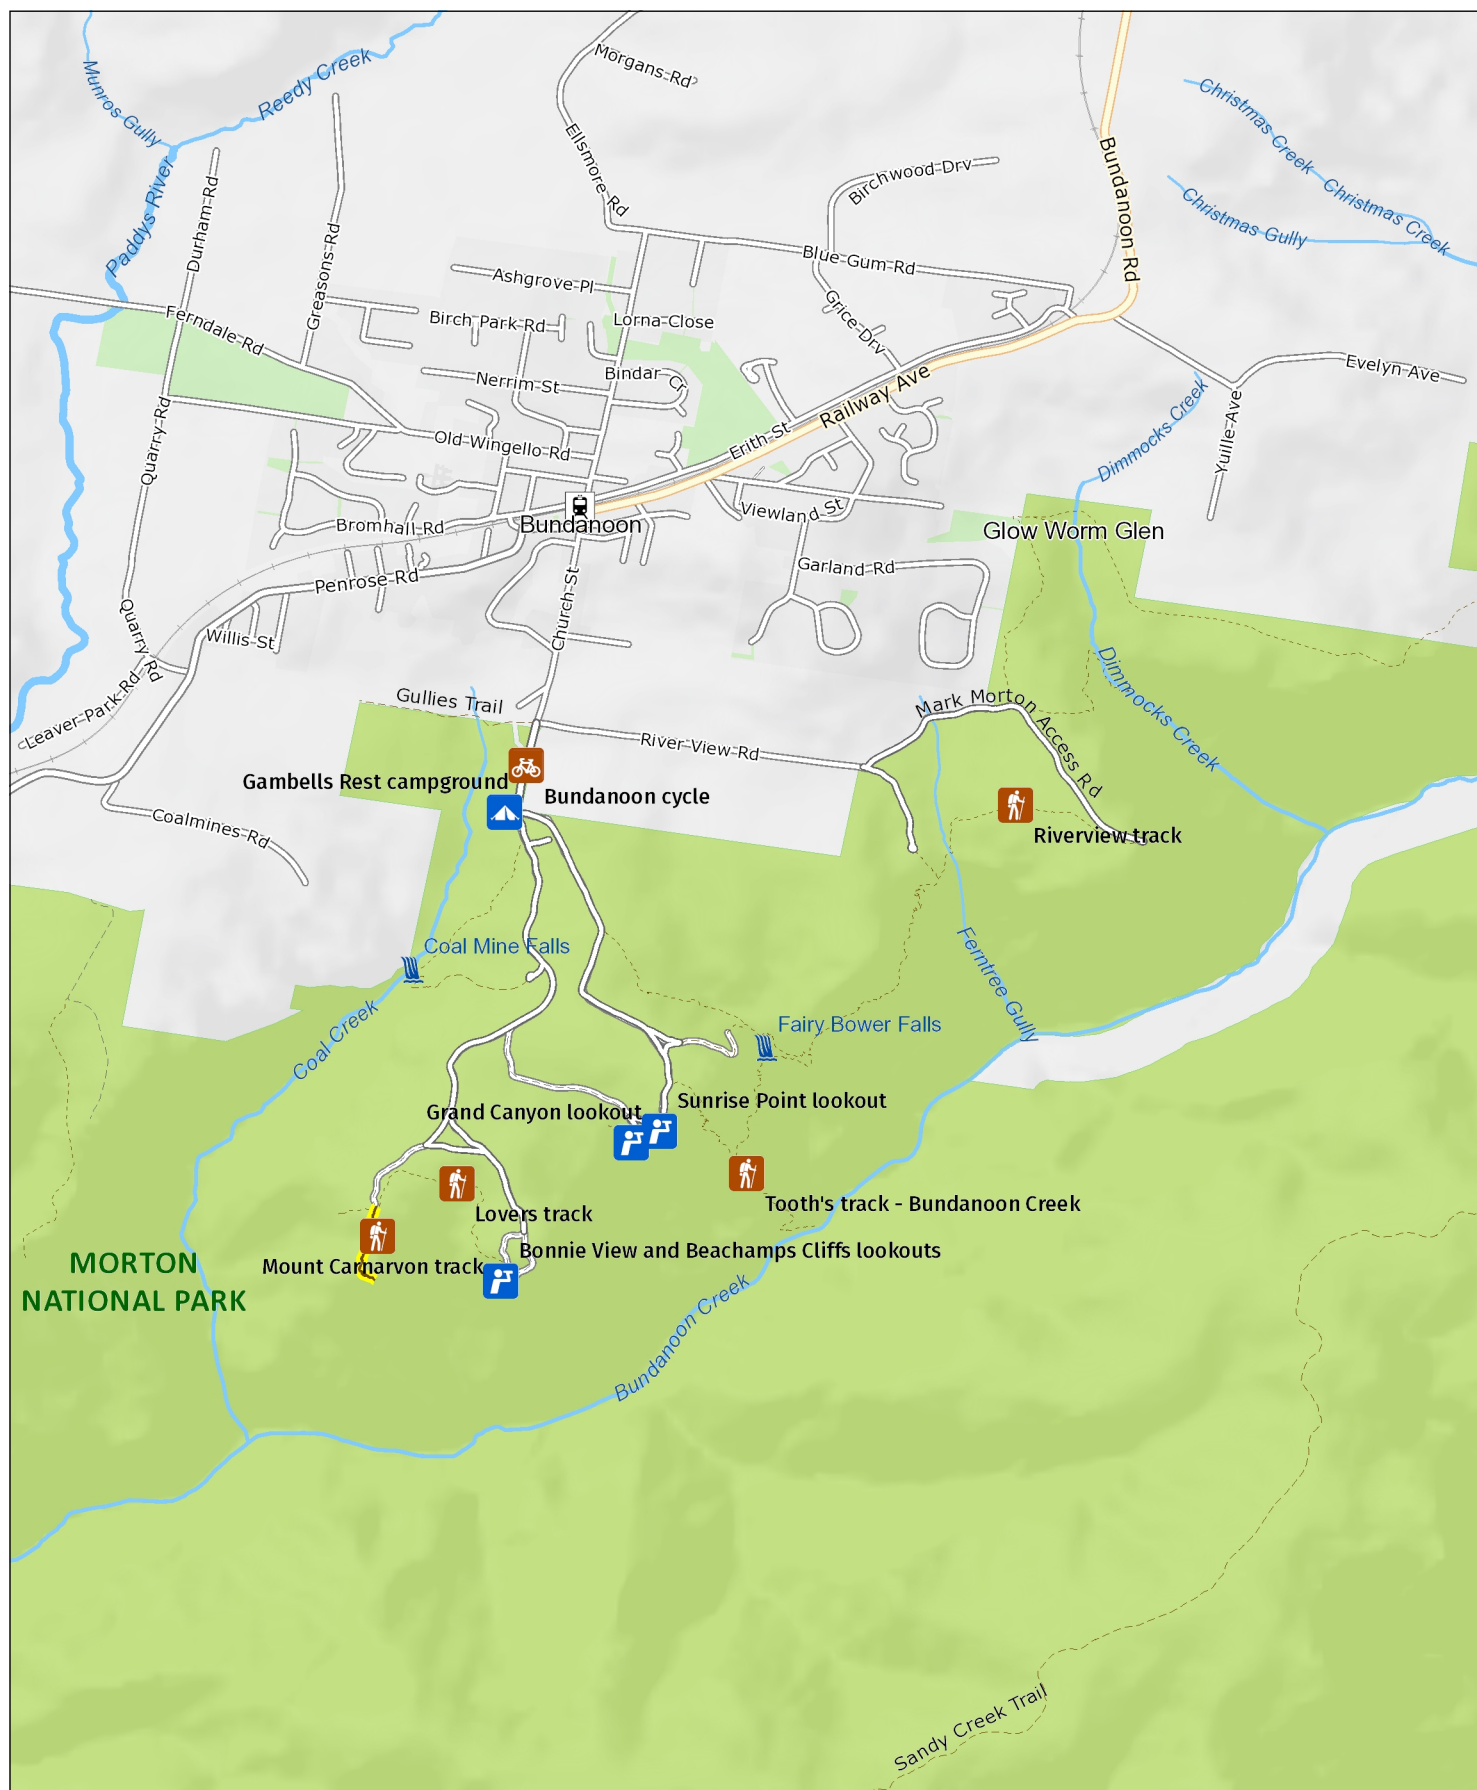 Morgans Rd
Reedy Creek
Munros Gully
Christmas Creek
Ellsmore Rd
Bundanoon Rd
Birchwood Drv
Christmas Creek
Paddys River
Durham Rd
Christmas Gully
Greasons Rd
Blue Gum Rd
Ashgrove Pl
Ferndale Rd
Birch Park Rd
Lorna Close
Grice Drv
Evelyn Ave
Nerrim St
Bindar Cr
Railway Ave
Dimmocks Creek
Yuille Ave
Quarry Rd
Old Wingello Rd
Erith St
Viewland St
Bromhall Rd
Bundanoon
Glow Worm Glen
Garland Rd
Penrose Rd
Church St
Quarry Rd
Willis St
Leaver Park Rd
Gullies Trail
Mark Morton Access Rd
Dimmocks Creek
River View Rd
Gambells Rest campground
Bundanoon cycle
Coalmines Rd
Riverview track
Coal Mine Falls
Ferntree Gully
Coal Creek
Fairy Bower Falls
Sunrise Point lookout
Grand Canyon lookout
Tooth's track - Bundanoon Creek
Lovers track
Bonnie View and Beachamps Cliffs lookouts
Mount Carnarvon track
MORTON
NATIONAL PARK
Bundanoon Creek
Sandy Creek Trail